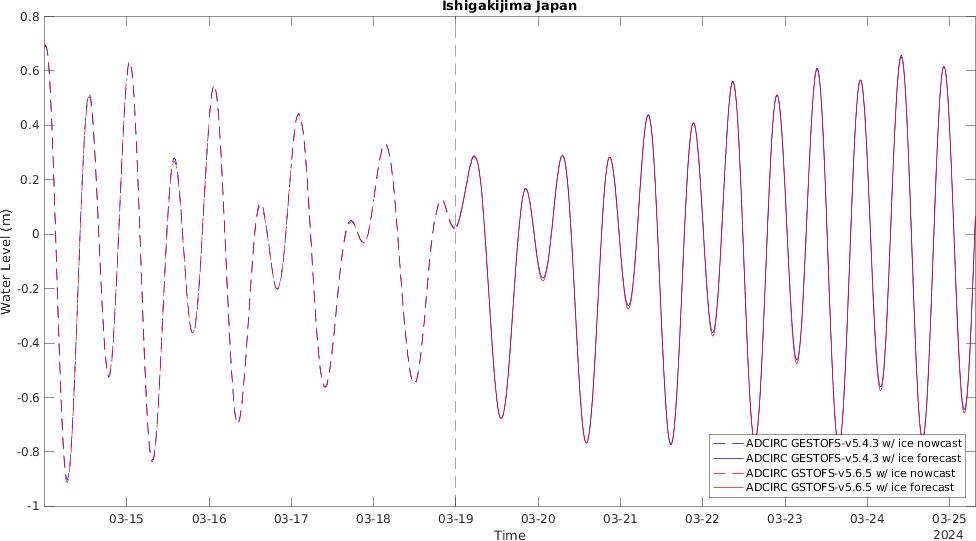 Ishigakijima Japan
0.8
0.6
0.4
0.2
0
-0.2
-0.4
-0.6
-0.8
-1
Water Level (m)
ADCIRC GESTOFS-v5.4.3 w/ ice nowcast
ADCIRC GESTOFS-v5.4.3 w/ ice forecast
ADCIRC GSTOFS-v5.6.5 w/ ice nowcast
ADCIRC GSTOFS-v5.6.5 w/ ice forecast
03-15 03-16 03-17 03-18 03-19 03-20 03-21 03-22 03-23 03-24 03-25
2024
Time